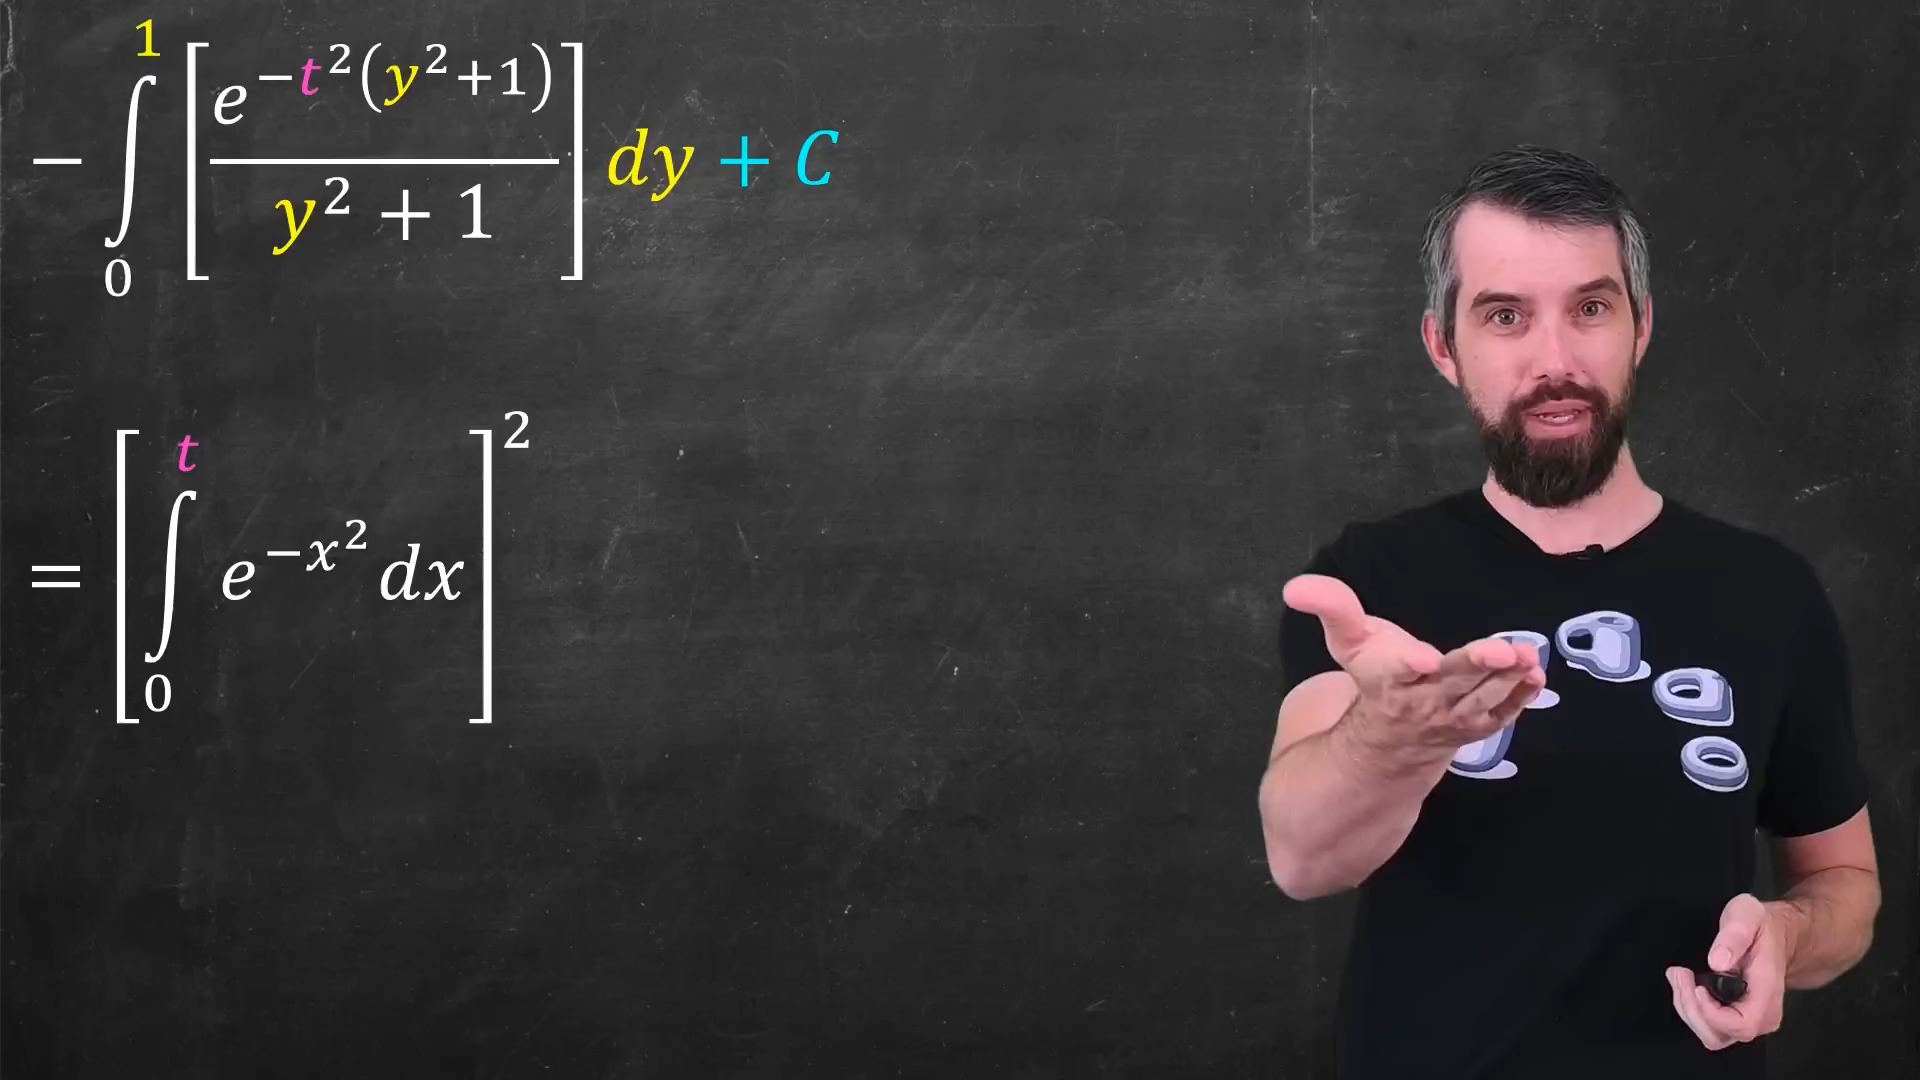 − ∫₀¹ [e^{−t²(y²+1)} / (y² + 1)] dy + C
= [∫₀ᵗ e^{−x²} dx]²